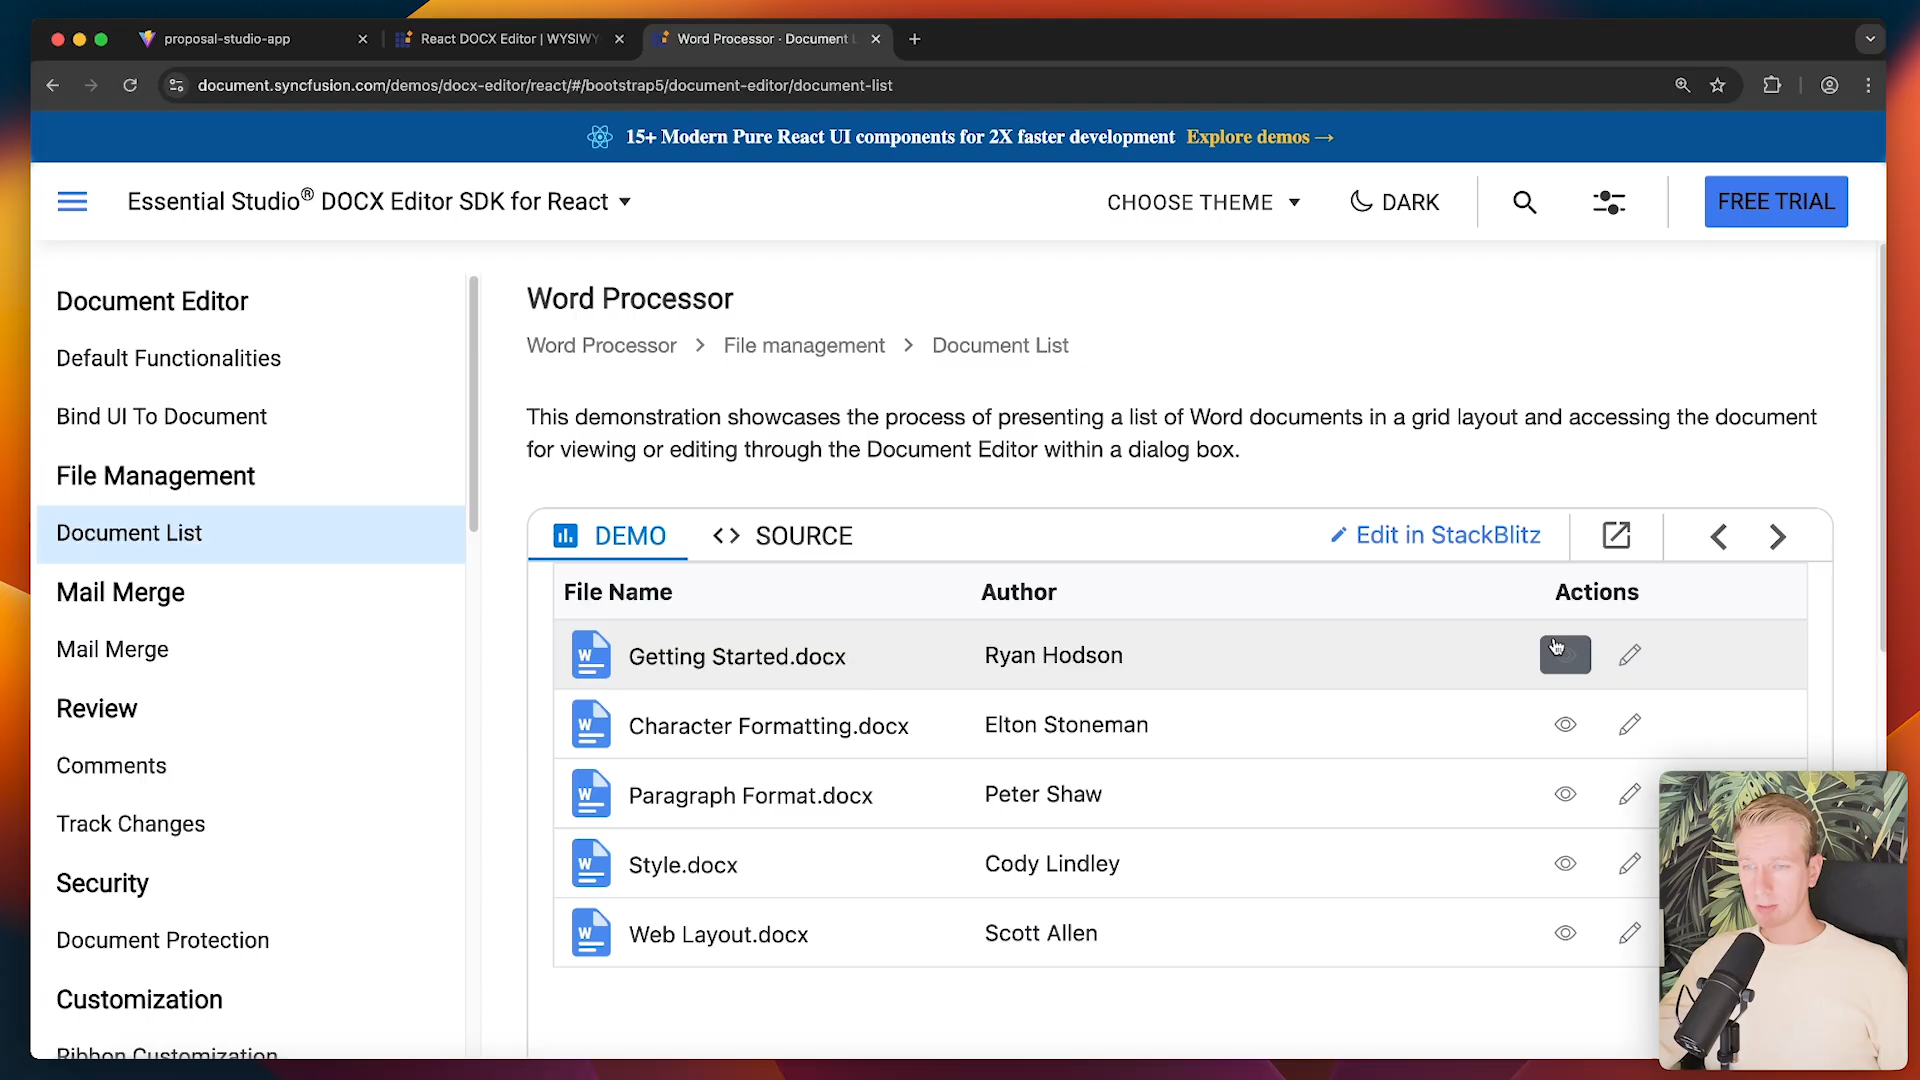 proposal-studio-app
React DOCX Editor | WYSIWY
Word Processor · Document L
document.syncfusion.com/demos/docx-editor/react/#/bootstrap5/document-editor/document-list
15+ Modern Pure React UI components for 2X faster development Explore demos →
Essential Studio® DOCX Editor SDK for React
CHOOSE THEME
DARK
FREE TRIAL
Document Editor
Default Functionalities
Bind UI To Document
File Management
Document List
Mail Merge
Mail Merge
Review
Comments
Track Changes
Security
Document Protection
Customization
Ribbon Customization
Word Processor
Word Processor > File management > Document List
This demonstration showcases the process of presenting a list of Word documents in a grid layout and accessing the document
for viewing or editing through the Document Editor within a dialog box.
DEMO
<> SOURCE
Edit in StackBlitz
File Name Author Actions
Getting Started.docx Ryan Hodson
Character Formatting.docx Elton Stoneman
Paragraph Format.docx Peter Shaw
Style.docx Cody Lindley
Web Layout.docx Scott Allen